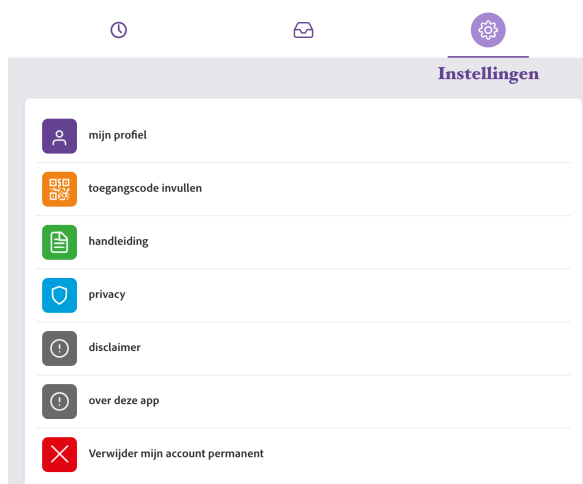 Instellingen
mijn profiel
toegangscode invullen
handleiding
privacy
disclaimer
over deze app
Verwijder mijn account permanent